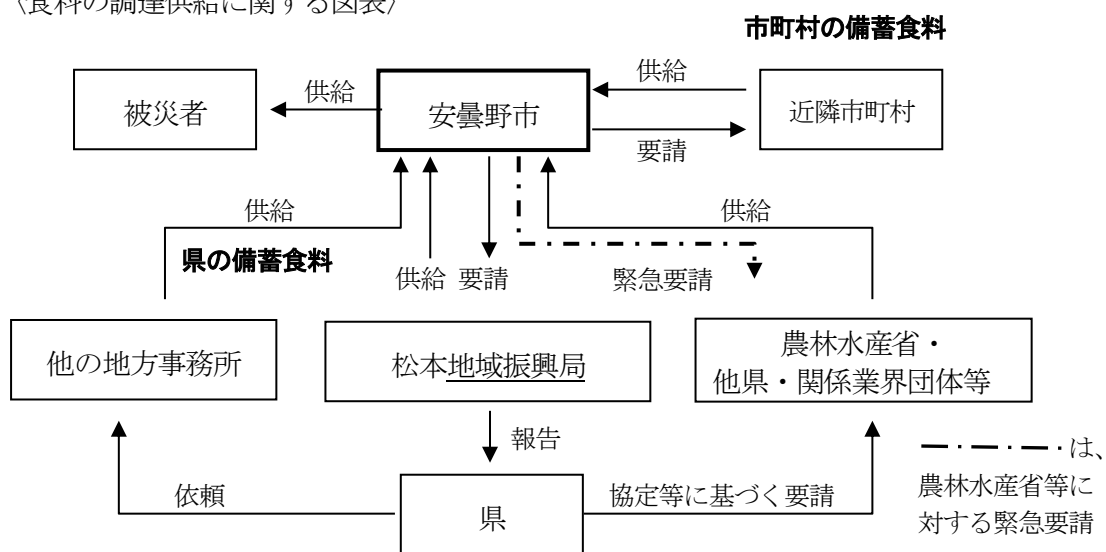 〈食料の調達供給に関する図表〉
市町村の備蓄食料
被災者
供給
安曇野市
供給
要請
近隣市町村
供給
県の備蓄食料
供給 要請
供給
緊急要請
他の地方事務所
松本地域振興局
農林水産省・
他県・関係業界団体等
報告
依頼
県
協定等に基づく要請
は、
農林水産省等に
対する緊急要請